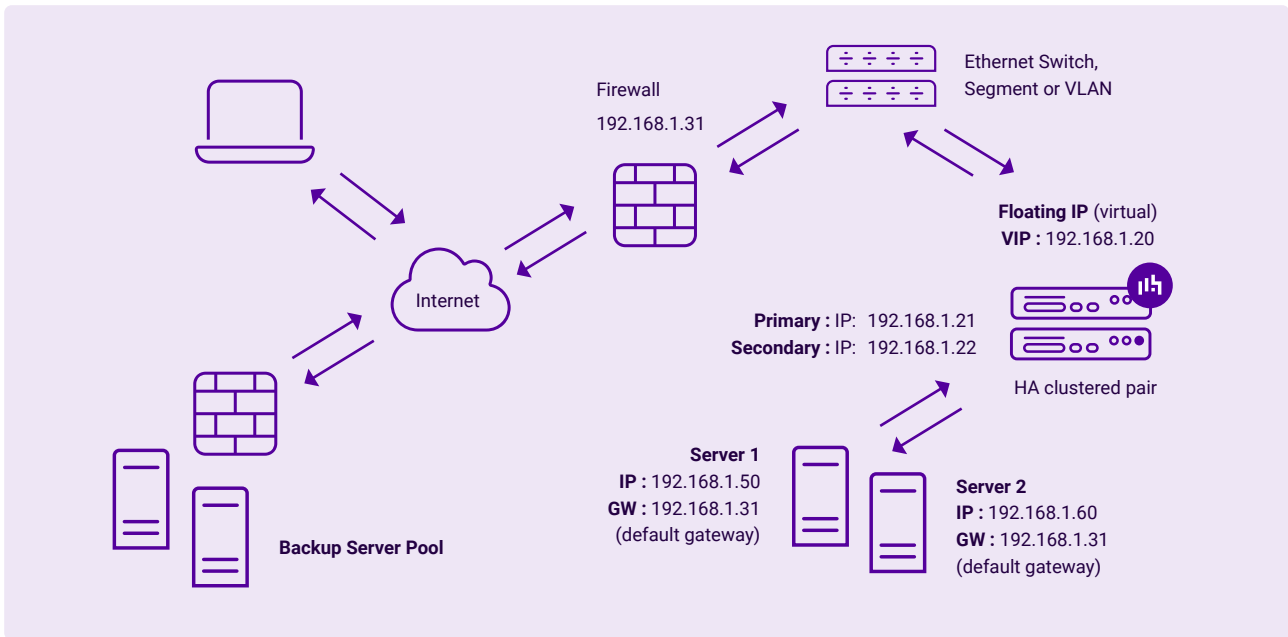 Ethernet Switch,
Segment or VLAN
Firewall
192.168.1.31
Floating IP (virtual)
VIP : 192.168.1.20
Internet
Primary : IP: 192.168.1.21
Secondary : IP: 192.168.1.22
HA clustered pair
Server 1
IP : 192.168.1.50
GW : 192.168.1.31
(default gateway)
Server 2
IP : 192.168.1.60
GW : 192.168.1.31
(default gateway)
Backup Server Pool